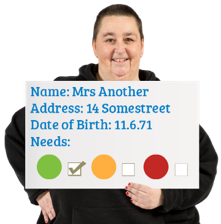 Name: Mrs Another
Address: 14 Somestreet
Date of Birth: 11.6.71
Needs: